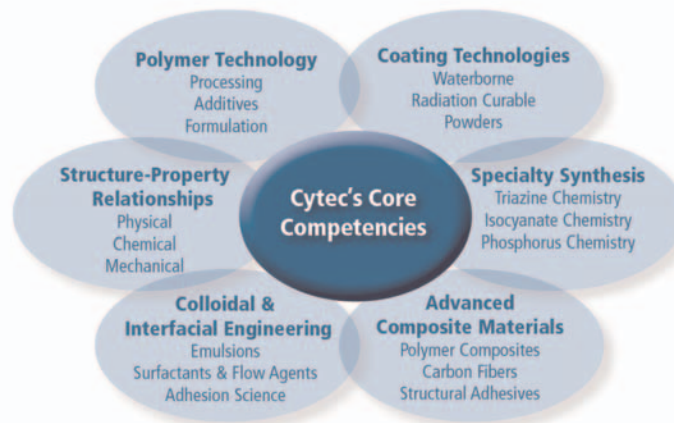 Polymer Technology
Processing
Additives
Formulation
Coating Technologies
Waterborne
Radiation Curable
Powders
Structure-Property
Relationships
Physical
Chemical
Mechanical
Cytec's Core
Competencies
Specialty Synthesis
Triazine Chemistry
Isocyanate Chemistry
Phosphorus Chemistry
Colloidal &
Interfacial Engineering
Emulsions
Surfactants & Flow Agents
Adhesion Science
Advanced
Composite Materials
Polymer Composites
Carbon Fibers
Structural Adhesives